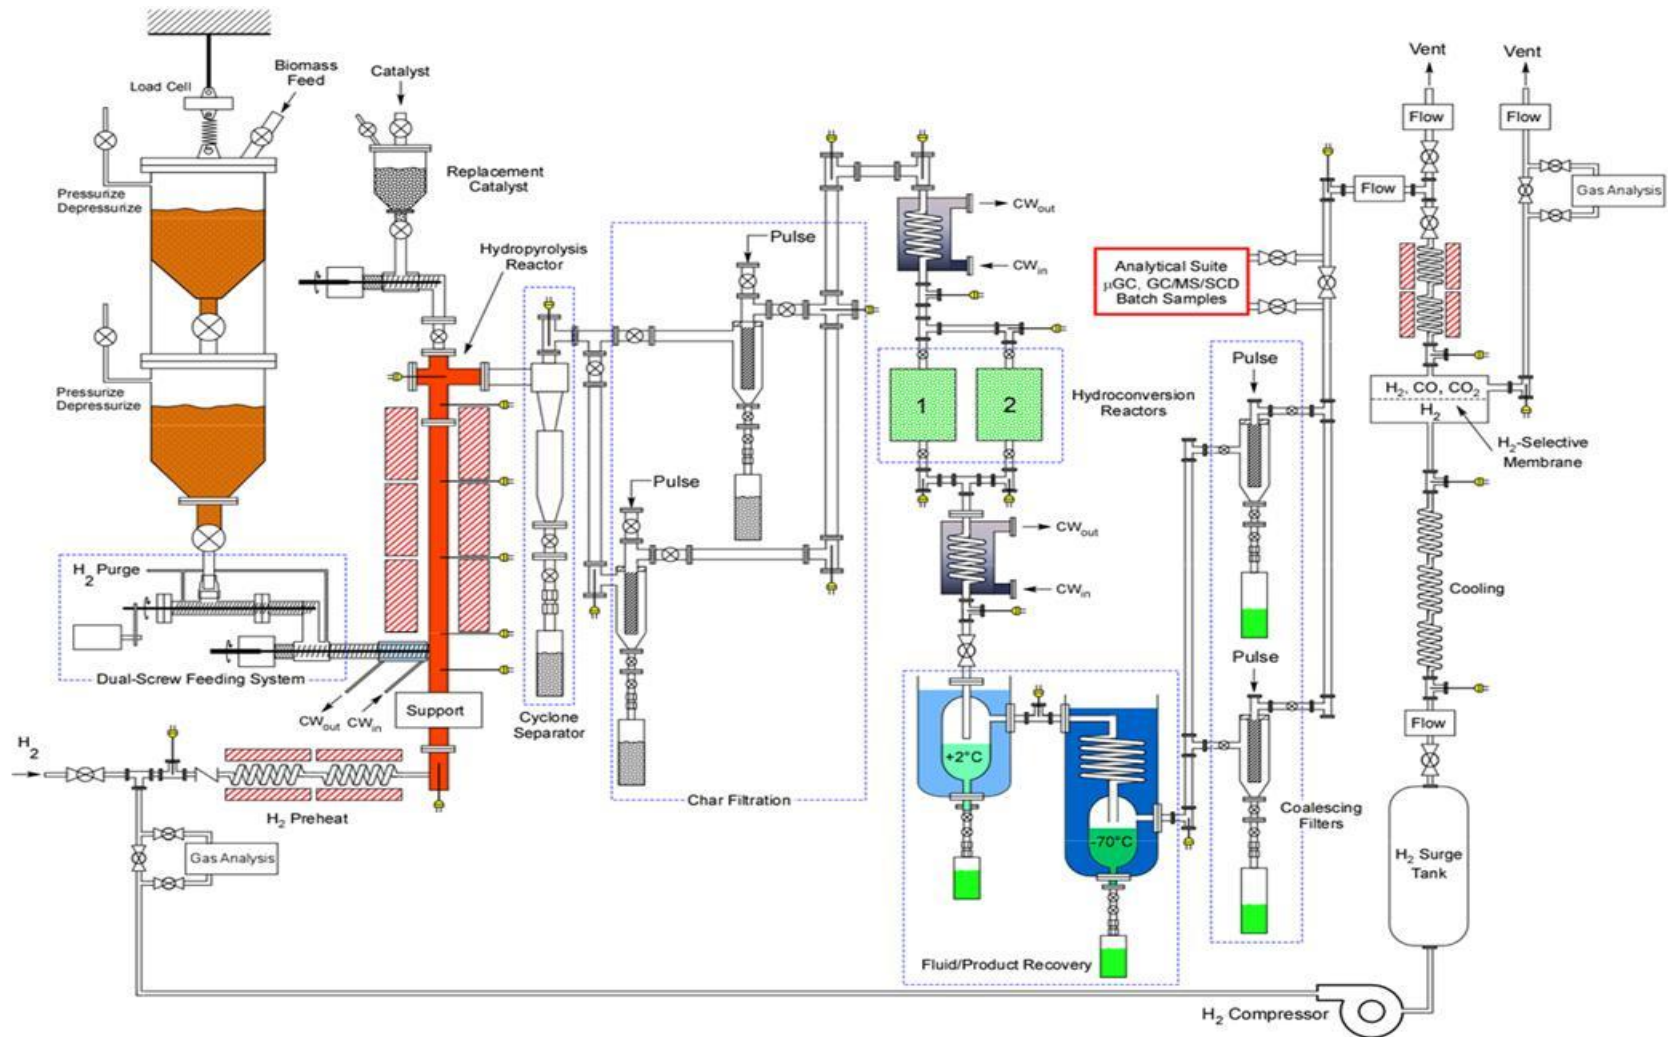 Load Cell
Biomass
Feed
Catalyst
Pressurize
Depressurize
Replacement
Catalyst
Hydropyrolysis
Reactor
Pressurize
Depressurize
H2 Purge
Dual-Screw Feeding System
CWout
CWin
Support
H2
H2 Preheat
Gas Analysis
Cyclone
Separator
Pulse
Pulse
Char Filtration
CWout
CWin
1
2
Hydroconversion
Reactors
CWout
CWin
+2°C
-70°C
Fluid/Product Recovery
Analytical Suite
μGC, GC/MS/SCD
Batch Samples
Pulse
Pulse
Coalescing
Filters
Vent
Vent
Flow
Flow
Flow
Gas Analysis
H2, CO, CO2
H2
H2-Selective
Membrane
Cooling
Flow
H2 Surge
Tank
H2 Compressor